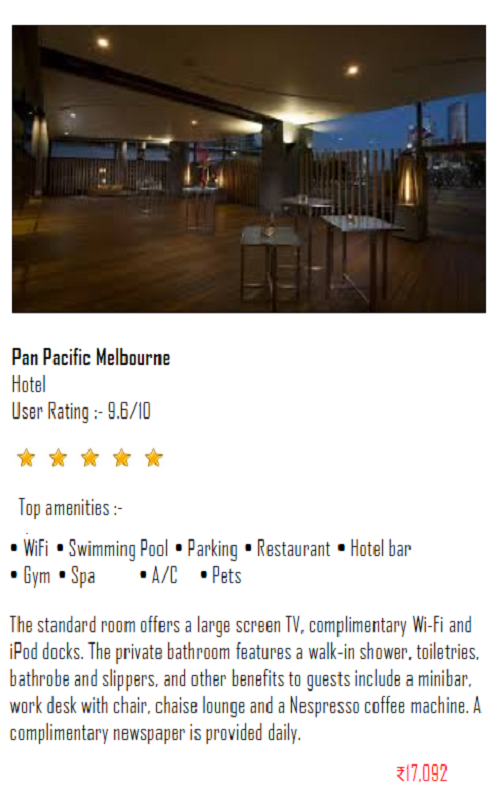 Pan Pacific Melbourne
Hotel
User Rating :- 9.6/10
Top amenities :-
• WiFi • Swimming Pool • Parking • Restaurant • Hotel bar
• Gym • Spa • A/C • Pets
The standard room offers a large screen TV, complimentary Wi-Fi and
iPod docks. The private bathroom features a walk-in shower, toiletries,
bathrobe and slippers, and other benefits to guests include a minibar,
work desk with chair, chaise lounge and a Nespresso coffee machine. A
complimentary newspaper is provided daily.
₹17,092